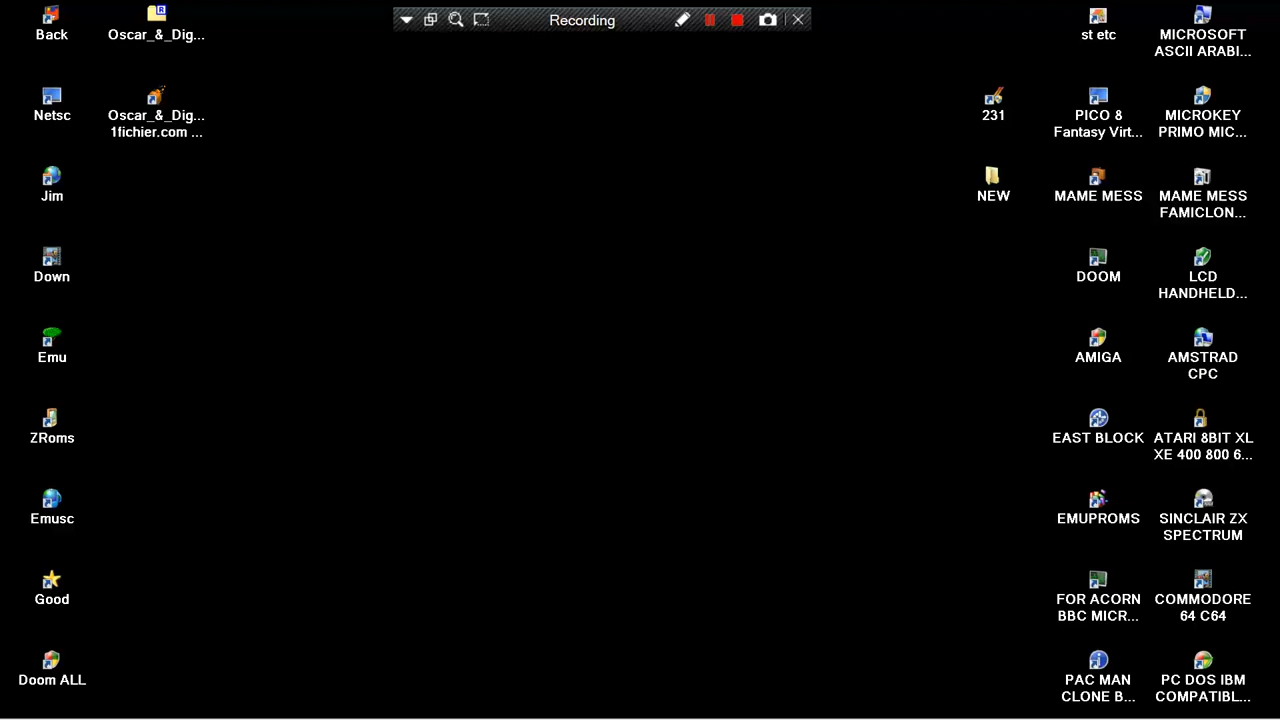 Recording
Back
Oscar_&_Dig...
st etc
MICROSOFT
ASCII ARABI...
Netsc
Oscar_&_Dig...
1fichier.com ...
231
PICO 8
Fantasy Virt...
MICROKEY
PRIMO MIC...
Jim
NEW
MAME MESS
MAME MESS
FAMICLON...
Down
DOOM
LCD
HANDHELD...
Emu
AMIGA
AMSTRAD
CPC
ZRoms
EAST BLOCK
ATARI 8BIT XL
XE 400 800 6...
Emusc
EMUPROMS
SINCLAIR ZX
SPECTRUM
Good
FOR ACORN
BBC MICR...
COMMODORE
64 C64
Doom ALL
PAC MAN
CLONE B...
PC DOS IBM
COMPATIBL...